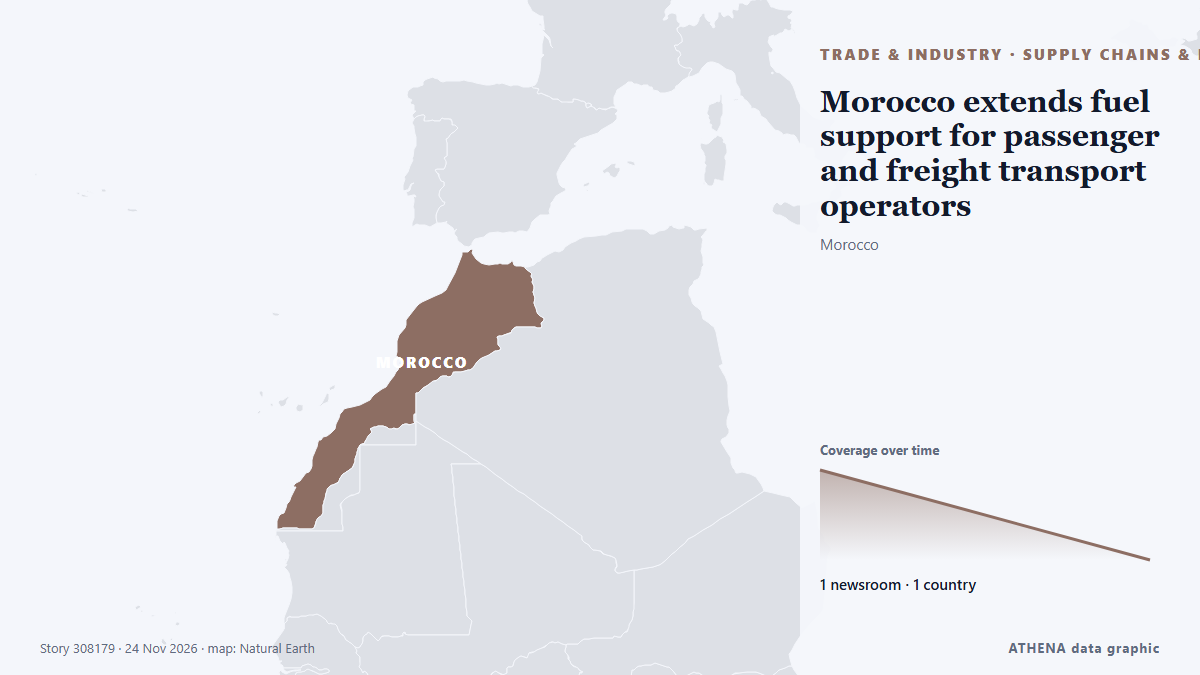 TRADE & INDUSTRY · SUPPLY CHAINS &
Morocco extends fuel
support for passenger
and freight transport
operators
Morocco
MOROCCO
Coverage over time
1 newsroom · 1 country
Story 308179 · 24 Nov 2026 · map: Natural Earth
ATHENA data graphic